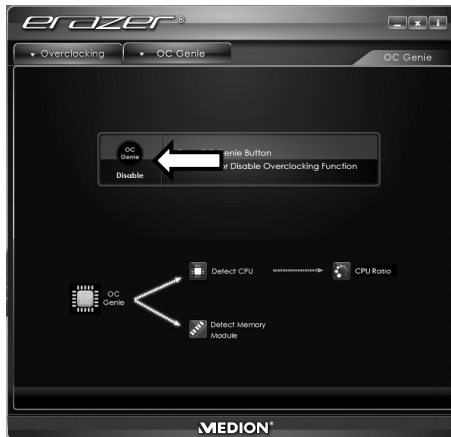 erazer®
Overclocking
OC Genie
OC Genie
OC
Genie
Disable
Genie Button
Disable Overclocking Function
Detect CPU
CPU Ratio
OC
Genie
Detect Memory
Module
MEDION®